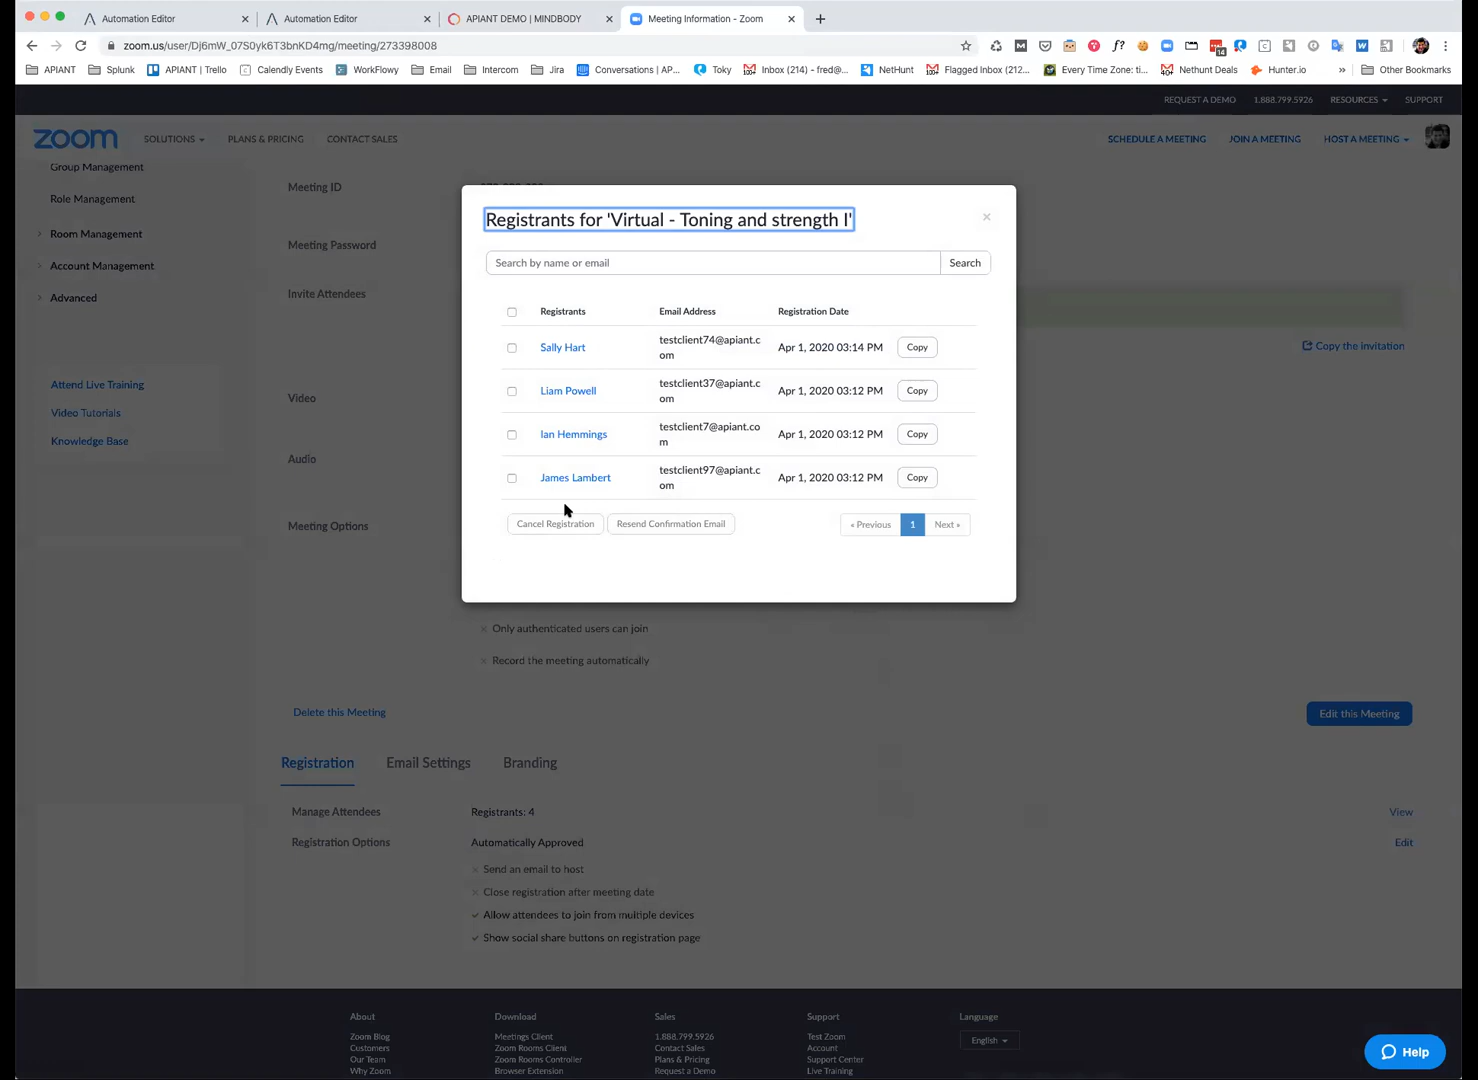 Automation Editor × Automation Editor × APIANT DEMO | MINDBODY × Meeting Information - Zoom × +
zoom.us/user/Dj6mW_07S0yk6T3bnKD4mg/meeting/273398008
APIANT Splunk APIANT | Trello Calendly Events WorkFlowy Email Intercom Jira Conversations | AP... Toky Inbox (214) - fred@... NetHunt Flagged Inbox (212... Every Time Zone: ti... Nethunt Deals Hunter.io » Other Bookmarks
REQUEST A DEMO 1.888.799.5926 RESOURCES SUPPORT
zoom SOLUTIONS PLANS & PRICING CONTACT SALES SCHEDULE A MEETING JOIN A MEETING HOST A MEETING
Group Management
Role Management
Room Management
Account Management
Advanced
Attend Live Training
Video Tutorials
Knowledge Base
Meeting ID
Meeting Password
Invite Attendees
Copy the invitation
Video
Audio
Meeting Options
Registrants for 'Virtual - Toning and strength I' ×
Search by name or email Search
Registrants Email Address Registration Date
Sally Hart testclient74@apiant.c
om Apr 1, 2020 03:14 PM Copy
Liam Powell testclient37@apiant.c
om Apr 1, 2020 03:12 PM Copy
Ian Hemmings testclient7@apiant.co
m Apr 1, 2020 03:12 PM Copy
James Lambert testclient97@apiant.c
om Apr 1, 2020 03:12 PM Copy
Cancel Registration Resend Confirmation Email « Previous 1 Next »
Only authenticated users can join
Record the meeting automatically
Delete this Meeting Edit this Meeting
Registration Email Settings Branding
Manage Attendees Registrants: 4 View
Registration Options Automatically Approved Edit
Send an email to host
Close registration after meeting date
Allow attendees to join from multiple devices
Show social share buttons on registration page
About Download Sales Support Language
Zoom Blog Meetings Client 1.888.799.5926 Test Zoom English
Customers Zoom Rooms Client Contact Sales Account
Our Team Zoom Rooms Controller Plans & Pricing Support Center
Why Zoom Browser Extension Request a Demo Live Training
Help